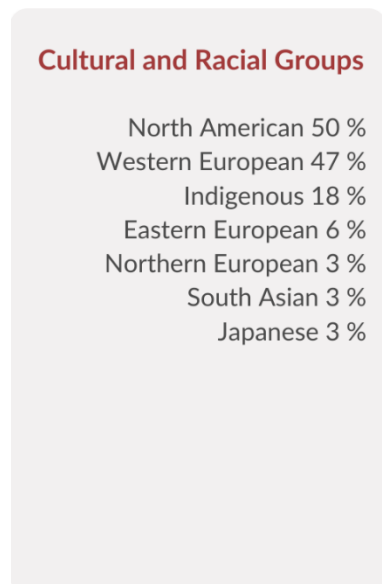 Cultural and Racial Groups
North American 50 %
Western European 47 %
Indigenous 18 %
Eastern European 6 %
Northern European 3 %
South Asian 3 %
Japanese 3 %